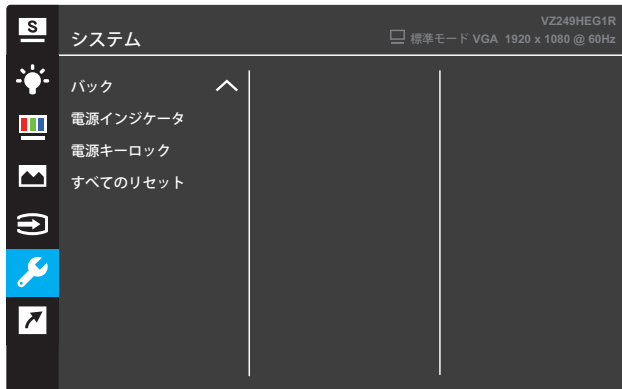 S
VZ249HEG1R
システム
標準モード VGA 1920 x 1080 @ 60Hz
バック
電源インジケータ
電源キーロック
すべてのリセット